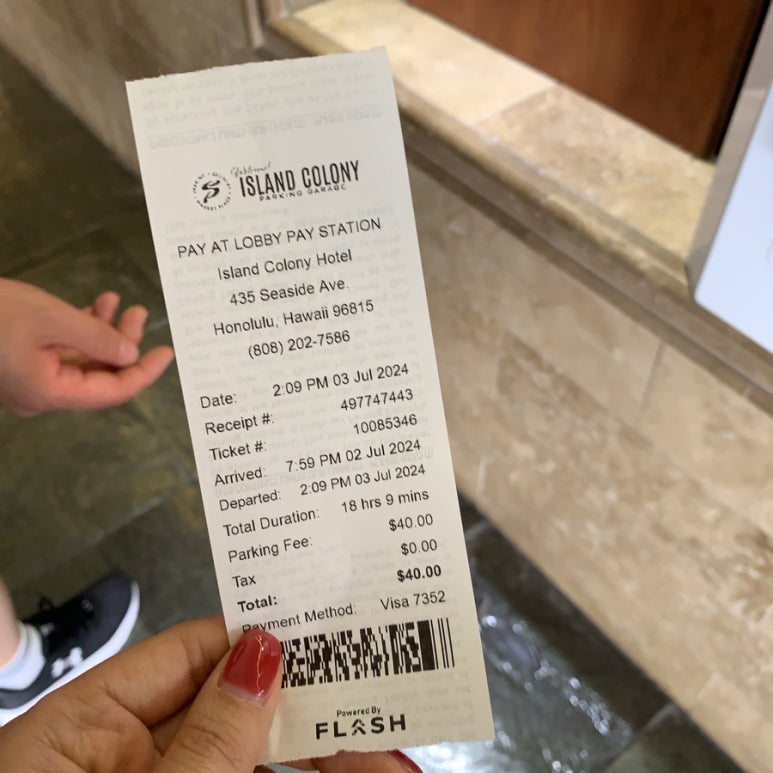 ISLAND COLONY
PARKING GARAGE
PAY AT LOBBY PAY STATION
Island Colony Hotel
435 Seaside Ave.
Honolulu, Hawaii 96815
(808) 202-7586
Date: 2:09 PM 03 Jul 2024
Receipt #: 497747443
Ticket #: 10085346
Arrived: 7:59 PM 02 Jul 2024
Departed: 2:09 PM 03 Jul 2024
Total Duration: 18 hrs 9 mins
Parking Fee: $40.00
Tax $0.00
Total: $40.00
Payment Method: Visa 7352
Powered By
FLASH